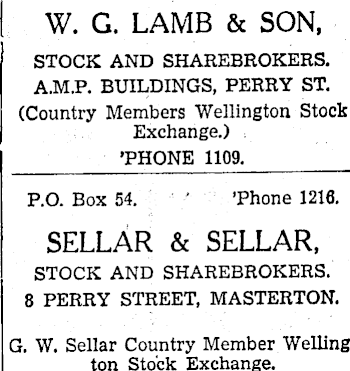 W. G. LAMB & SON,
STOCK AND SHAREBROKERS.
A.M.P. BUILDINGS, PERRY ST.
(Country Members Wellington Stock
Exchange.)
'PHONE 1109.
P.O. Box 54. 'Phone 1216.
SELLAR & SELLAR,
STOCK AND SHAREBROKERS.
8 PERRY STREET, MASTERTON.
G. W. Sellar Country Member Welling
ton Stock Exchange.